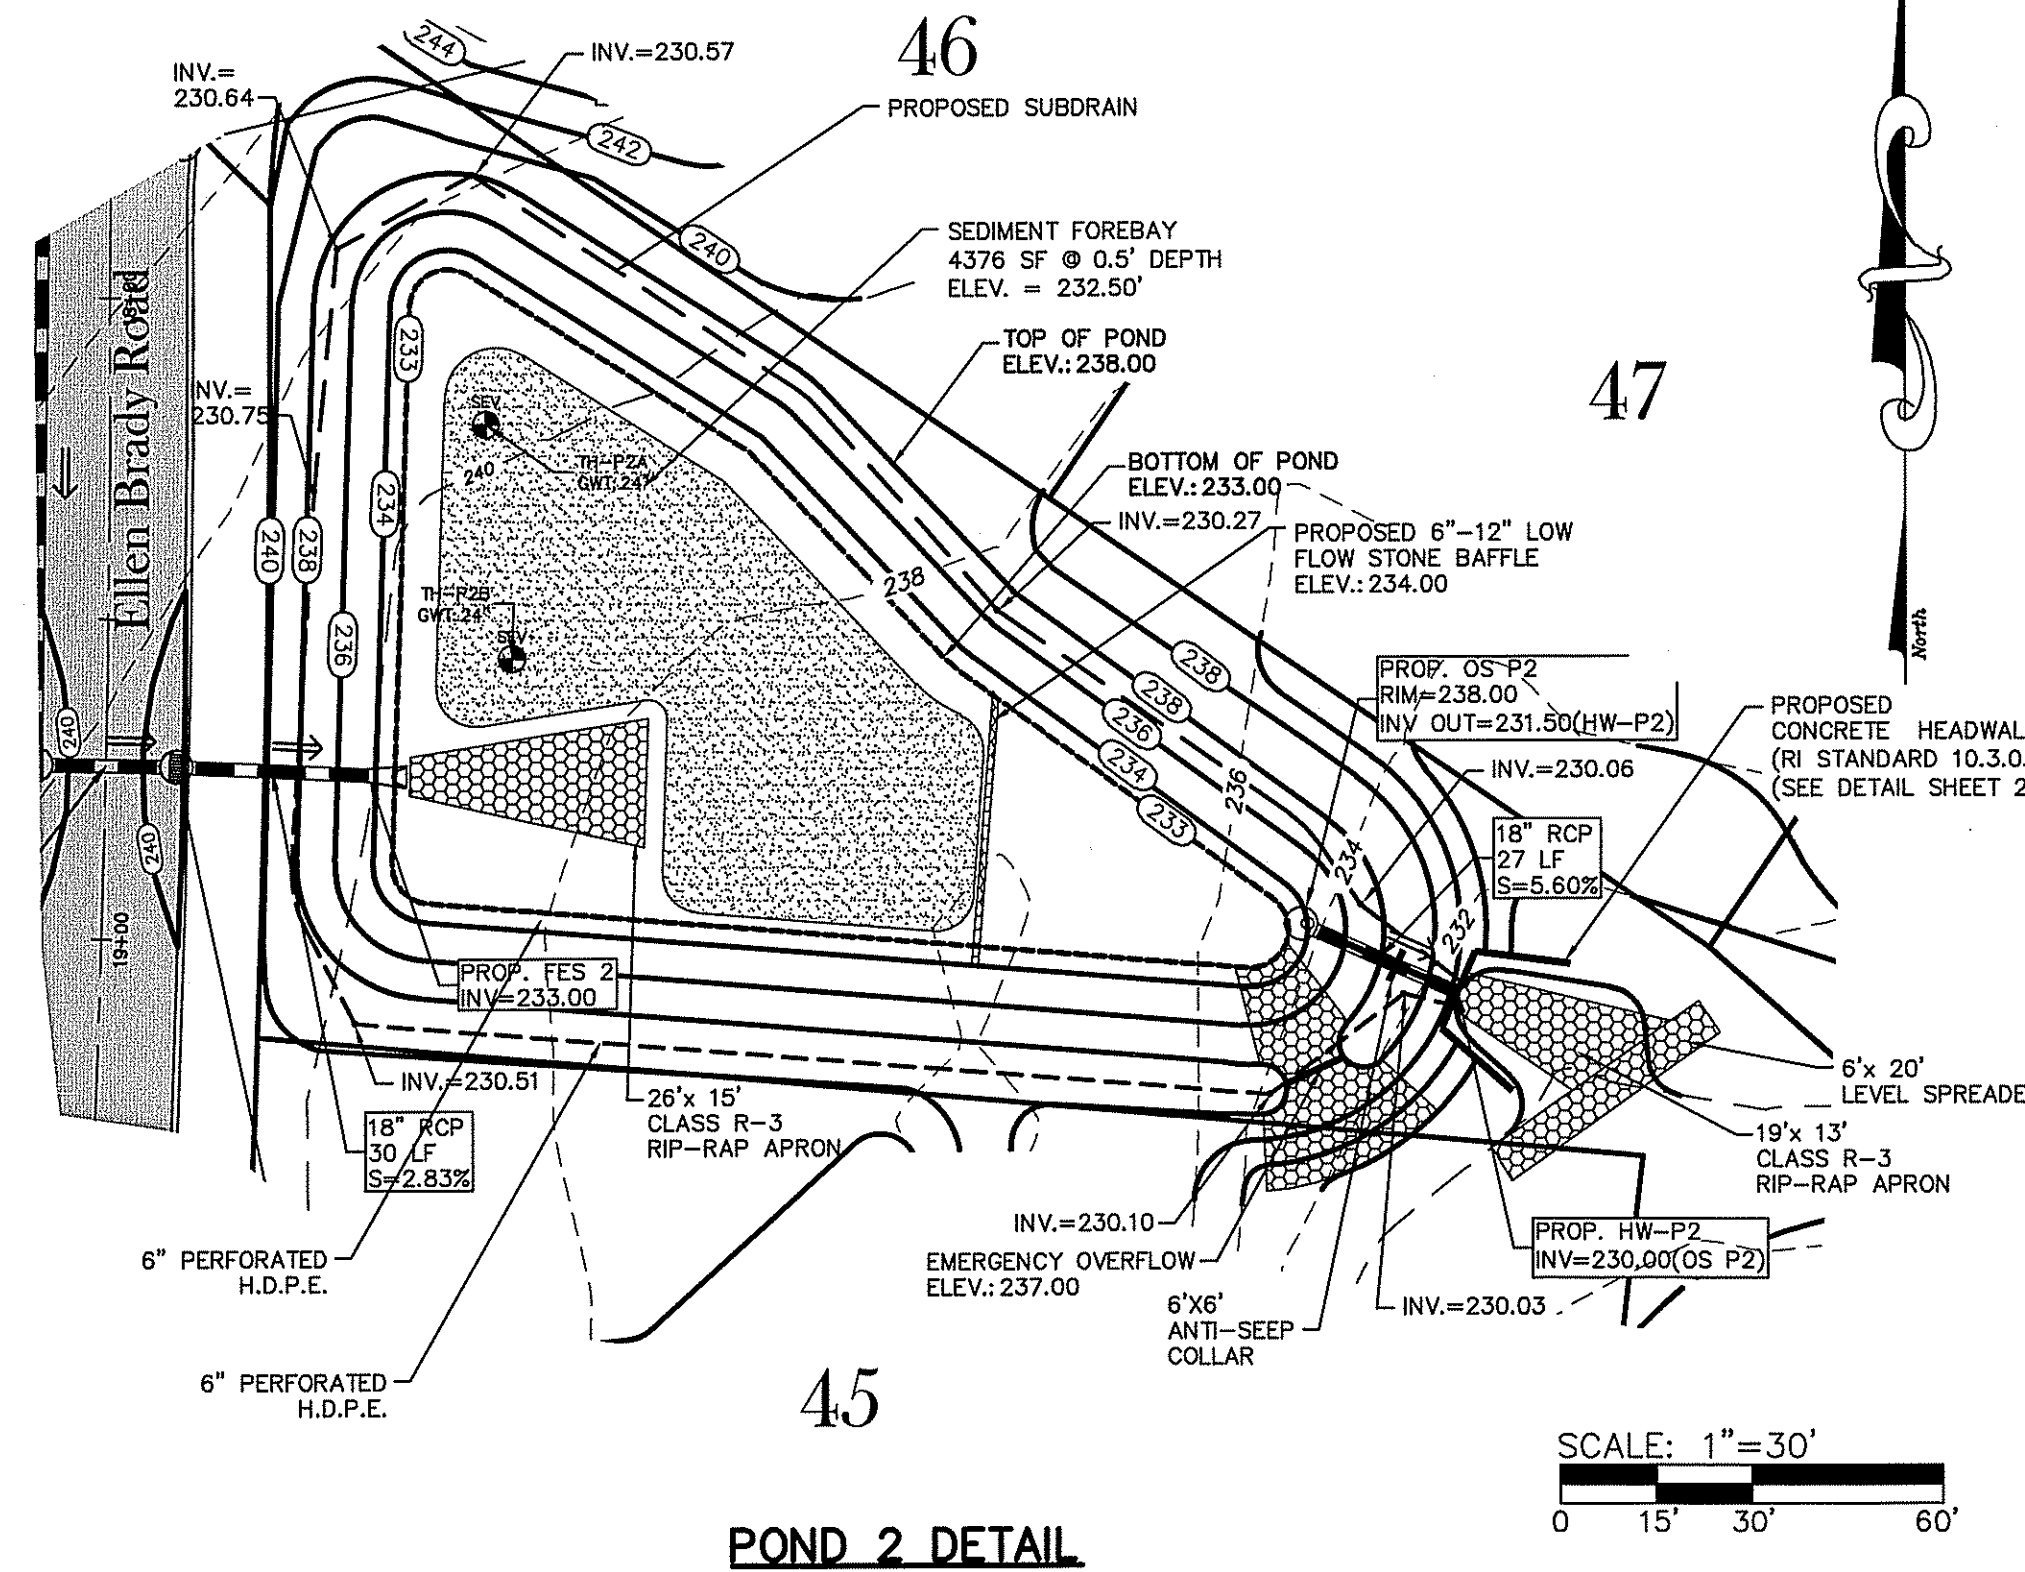 46
244
INV.=230.57
INV.=
230.64
PROPOSED SUBDRAIN
242
240
SEDIMENT FOREBAY
4376 SF @ 0.5' DEPTH
ELEV. = 232.50'
TOP OF POND
ELEV.: 238.00
47
233
NV.=
230.75
Ellen Brady Road
SEV
TH-P2A
GWT:24"
240
234
BOTTOM OF POND
ELEV.: 233.00
INV.=230.27
PROPOSED 6"-12" LOW
FLOW STONE BAFFLE
ELEV.: 234.00
240
238
236
238
TH-P2B
GWT:24"
SEV
North
238
238
236
234
233
236
234
232
PROP. OS P2
RIM=238.00
INV OUT=231.50(HW-P2)
PROPOSED
CONCRETE HEADWAL
(RI STANDARD 10.3.0.
(SEE DETAIL SHEET 2
INV.=230.06
240
240
19+00
18" RCP
27 LF
S=5.60%
PROP. FES 2
INV=233.00
INV.=230.51
18" RCP
30 LF
S=2.83%
26'x 15'
CLASS R-3
RIP-RAP APRON
6'x 20'
LEVEL SPREADE
19'x 13'
CLASS R-3
RIP-RAP APRON
INV.=230.10
EMERGENCY OVERFLOW
ELEV.: 237.00
PROP. HW-P2
INV=230.00(OS P2)
6" PERFORATED
H.D.P.E.
6'X6'
ANTI-SEEP
COLLAR
INV.=230.03
6" PERFORATED
H.D.P.E.
45
SCALE: 1"=30'
0 15' 30' 60'
POND 2 DETAIL